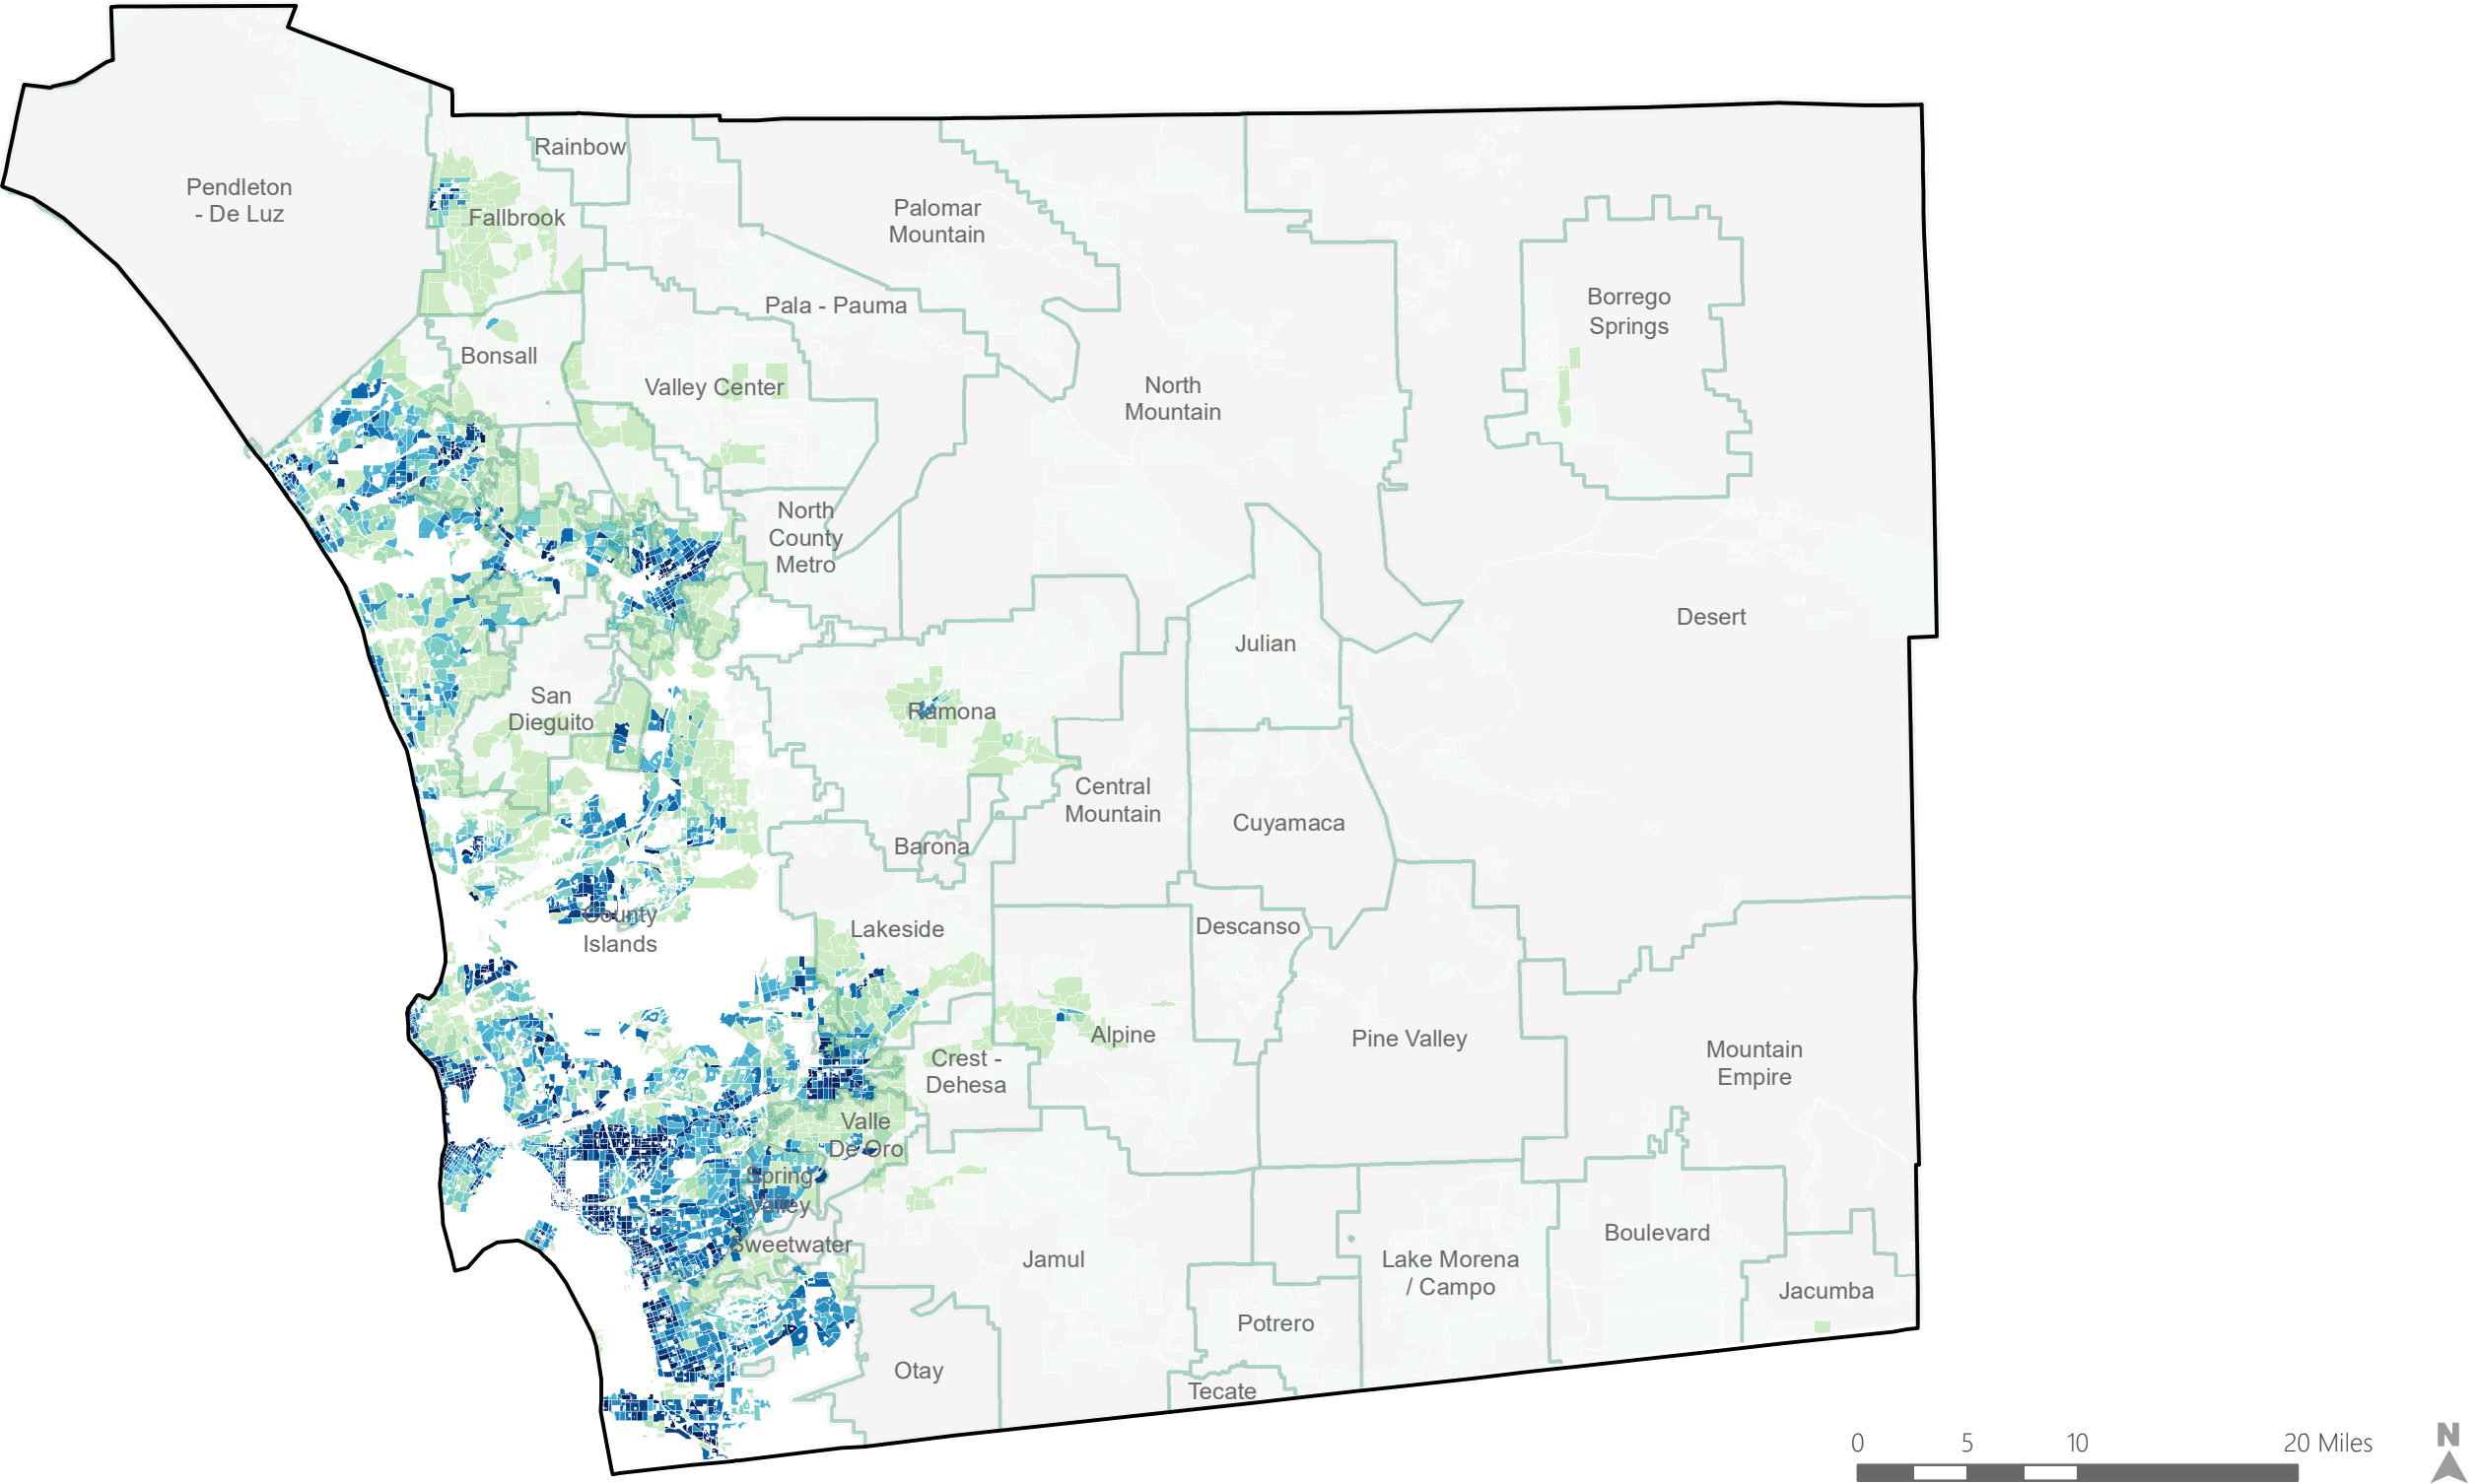 Rainbow
Pendleton
- De Luz
Fallbrook
Palomar
Mountain
Pala - Pauma
Borrego
Springs
Bonsall
Valley Center
North
Mountain
North
County
Metro
Desert
Julian
San
Dieguito
Ramona
Central
Mountain
Cuyamaca
Barona
County
Islands
Lakeside
Descanso
Alpine
Pine Valley
Crest -
Dehesa
Mountain
Empire
Valle
De Oro
Spring
Valley
Sweetwater
Jamul
Lake Morena
/ Campo
Boulevard
Jacumba
Potrero
Otay
Tecate
0 5 10 20 Miles
N